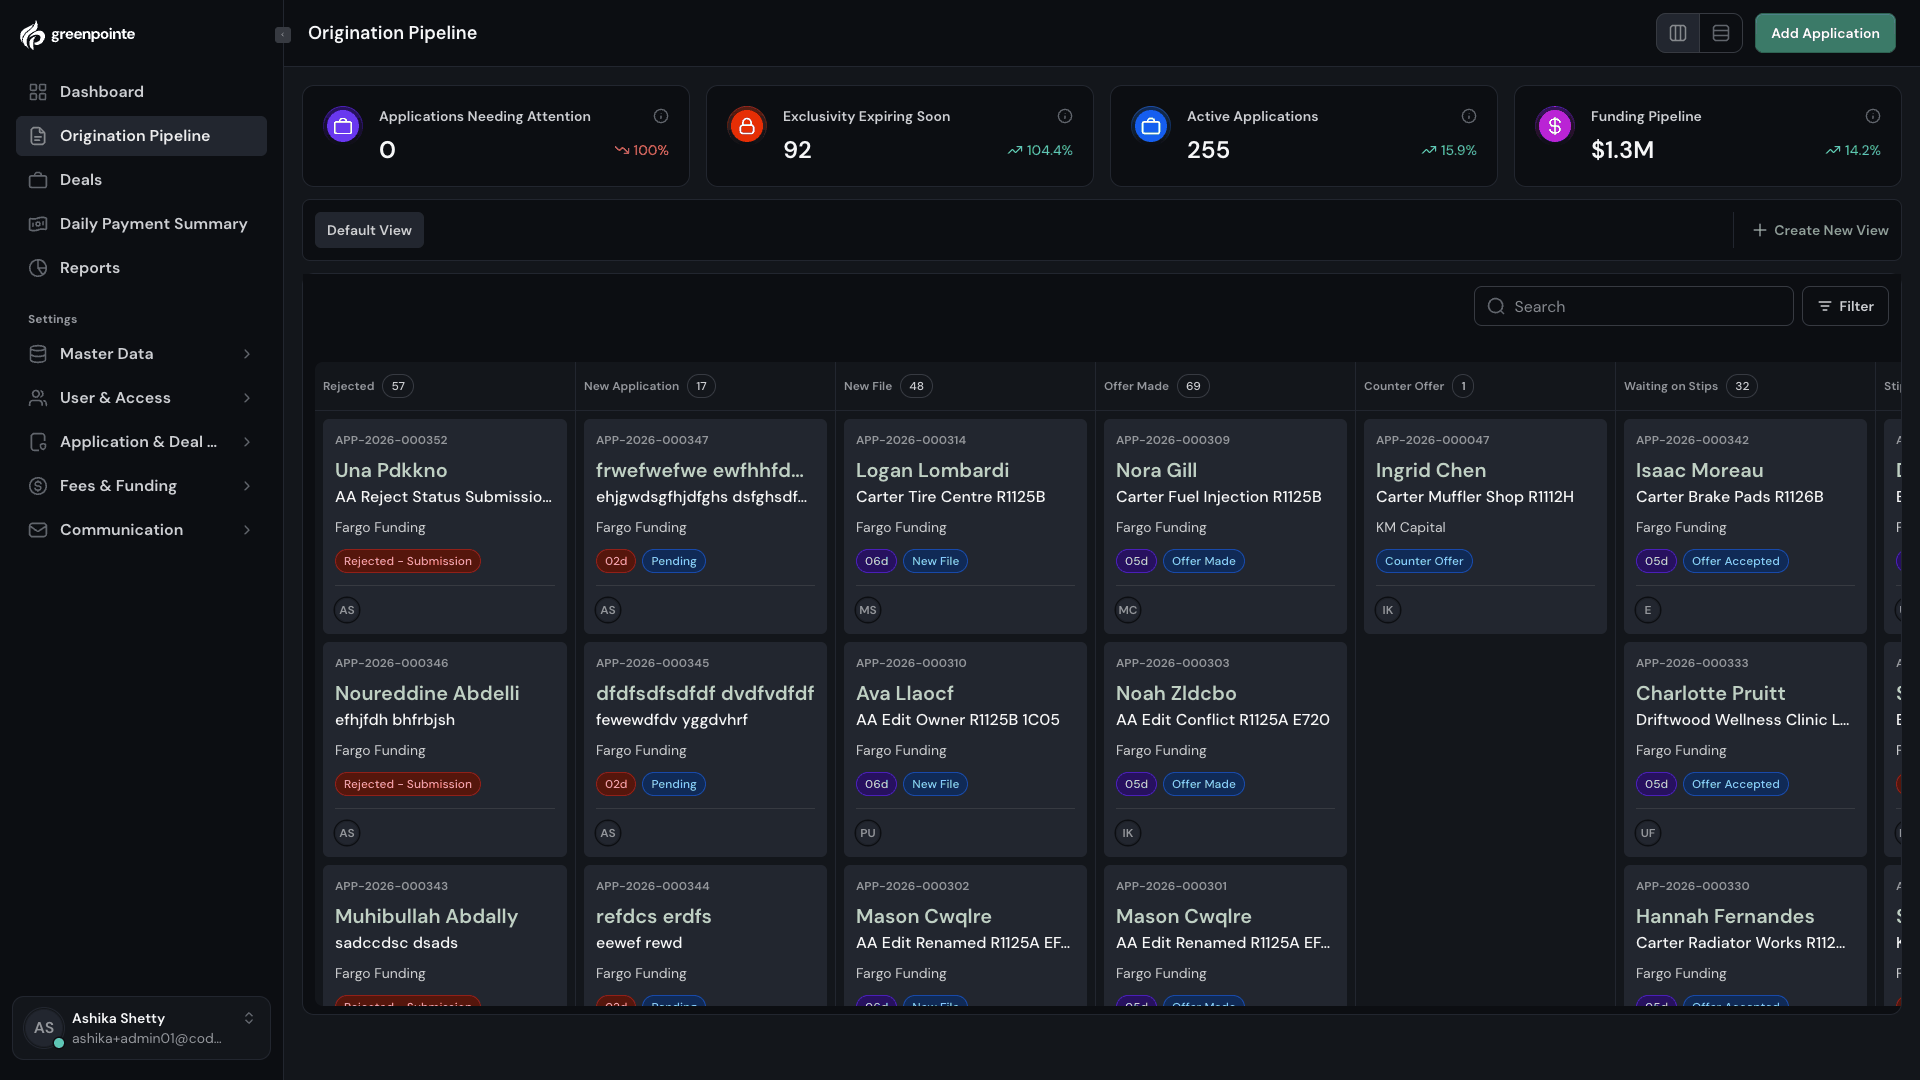 greenpointe
Dashboard
Origination Pipeline
Deals
Daily Payment Summary
Reports
Settings
Master Data
User & Access
Application & Deal ...
Fees & Funding
Communication
AS
Ashika Shetty
ashika+admin01@cod...
Origination Pipeline
Add Application
Applications Needing Attention
0
100%
Exclusivity Expiring Soon
92
104.4%
Active Applications
255
15.9%
Funding Pipeline
$1.3M
14.2%
Default View
Create New View
Search
Filter
Rejected 57
APP-2026-000352
Una Pdkkno
AA Reject Status Submissio...
Fargo Funding
Rejected - Submission
AS
APP-2026-000346
Noureddine Abdelli
efhjfdh bhfrbjsh
Fargo Funding
Rejected - Submission
AS
APP-2026-000343
Muhibullah Abdally
sadccdsc dsads
Fargo Funding
Rejected - Submission
New Application 17
APP-2026-000347
frwefwefwe ewfhhfd...
ehjgwdsgfhjdfghs dsfghsdf...
Fargo Funding
02d Pending
AS
APP-2026-000345
dfdfsdfsdfdf dvdfvdfdf
fewewdfdv yggdvhrf
Fargo Funding
02d Pending
AS
APP-2026-000344
refdcs erdfs
eewef rewd
Fargo Funding
02d Pending
New File 48
APP-2026-000314
Logan Lombardi
Carter Tire Centre R1125B
Fargo Funding
06d New File
MS
APP-2026-000310
Ava Llaocf
AA Edit Owner R1125B 1C05
Fargo Funding
06d New File
PU
APP-2026-000302
Mason Cwqlre
AA Edit Renamed R1125A EF...
Fargo Funding
06d New File
Offer Made 69
APP-2026-000309
Nora Gill
Carter Fuel Injection R1125B
Fargo Funding
05d Offer Made
MC
APP-2026-000303
Noah Zldcbo
AA Edit Conflict R1125A E720
Fargo Funding
05d Offer Made
IK
APP-2026-000301
Mason Cwqlre
AA Edit Renamed R1125A EF...
Fargo Funding
05d Offer Made
Counter Offer 1
APP-2026-000047
Ingrid Chen
Carter Muffler Shop R1112H
KM Capital
Counter Offer
IK
Waiting on Stips 32
APP-2026-000342
Isaac Moreau
Carter Brake Pads R1126B
Fargo Funding
05d Offer Accepted
E
APP-2026-000333
Charlotte Pruitt
Driftwood Wellness Clinic L...
Fargo Funding
05d Offer Accepted
UF
APP-2026-000330
Hannah Fernandes
Carter Radiator Works R112...
Fargo Funding
05d Offer Accepted